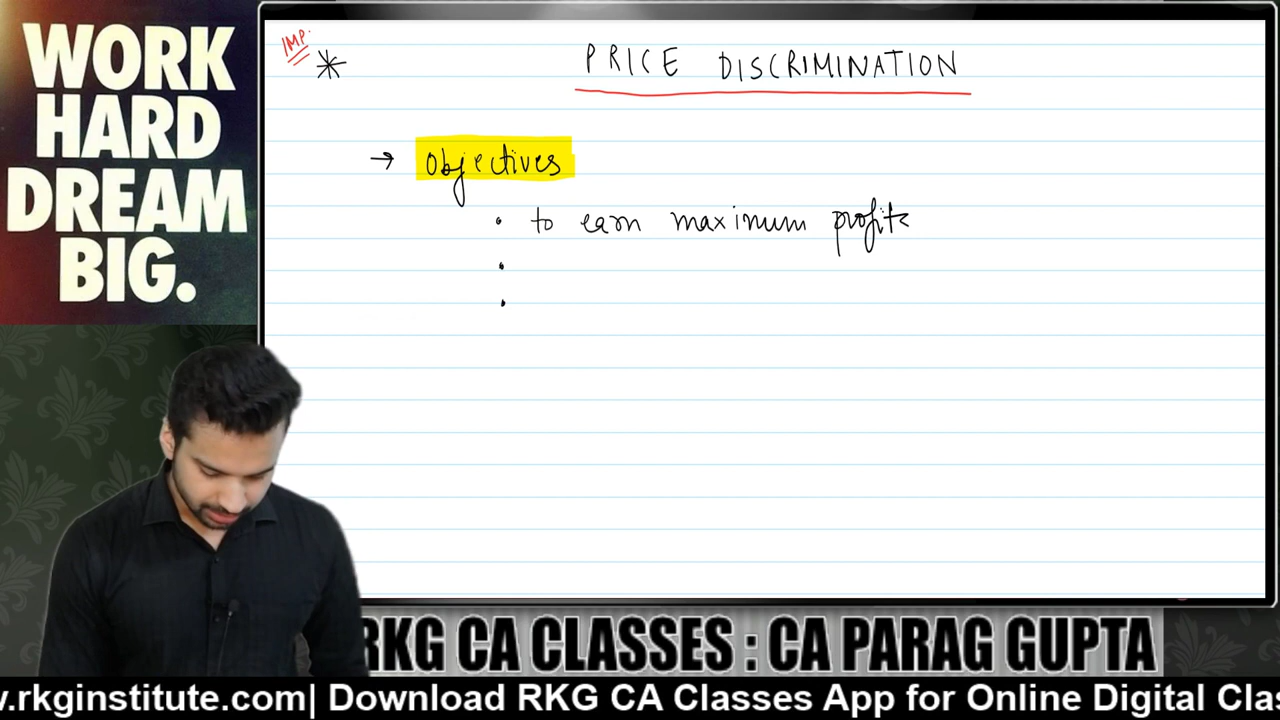 WORK
HARD
DREAM
BIG.
IMP.
PRICE DISCRIMINATION
→ Objectives
• to earn maximum profits
RKG CA CLASSES : CA PARAG GUPTA
w.rkginstitute.com| Download RKG CA Classes App for Online Digital Clas